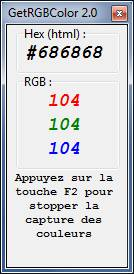 GetRGBColor 2.0
Hex (html) :
#686868
RGB :
104
104
104
Appuyez sur la
touche F2 pour
stopper la
capture des
couleurs